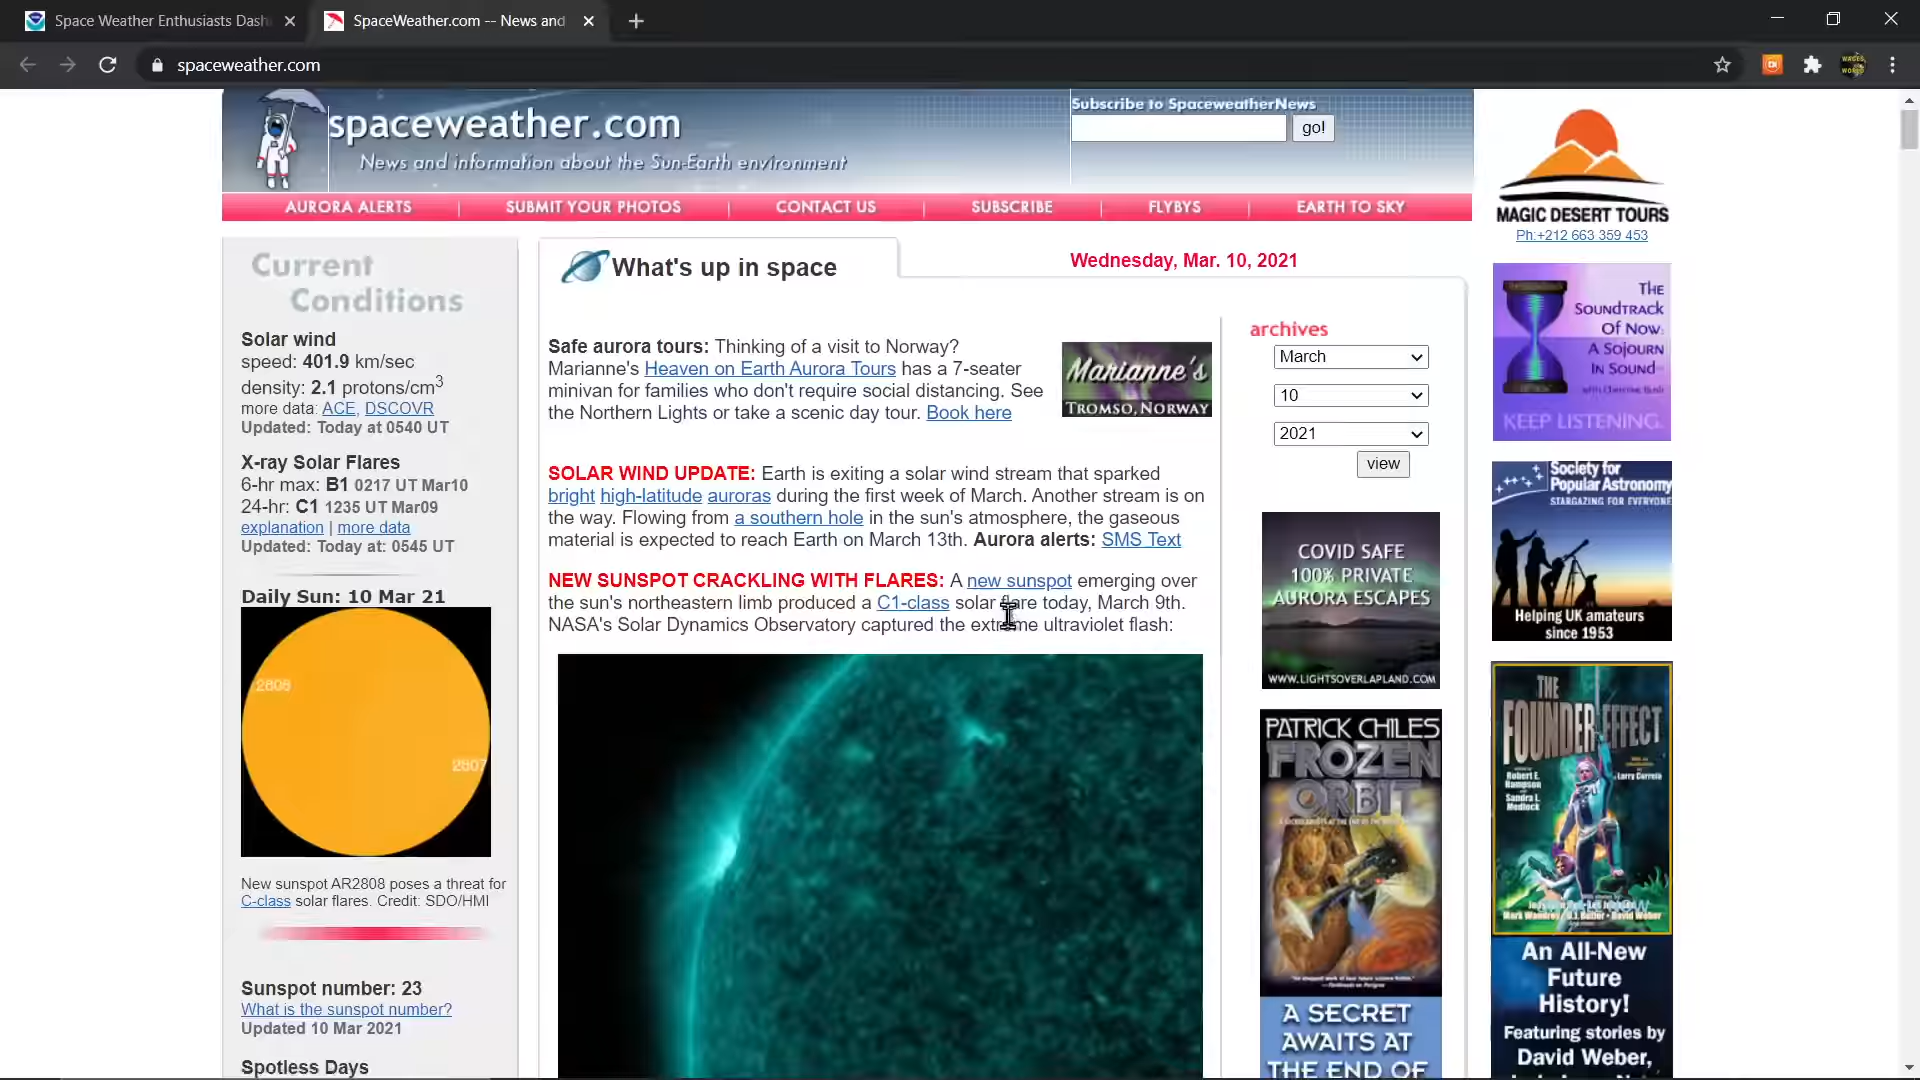 Space Weather Enthusiasts Dash
SpaceWeather.com -- News and
spaceweather.com
WAGES WORLD
spaceweather.com
News and information about the Sun-Earth environment
Subscribe to SpaceweatherNews
go!
AURORA ALERTS
SUBMIT YOUR PHOTOS
CONTACT US
SUBSCRIBE
FLYBYS
EARTH TO SKY
Current
Conditions
Solar wind
speed: 401.9 km/sec
density: 2.1 protons/cm3
more data: ACE, DSCOVR
Updated: Today at 0540 UT
X-ray Solar Flares
6-hr max: B1 0217 UT Mar10
24-hr: C1 1235 UT Mar09
explanation | more data
Updated: Today at: 0545 UT
Daily Sun: 10 Mar 21
2808
2807
New sunspot AR2808 poses a threat for
C-class solar flares. Credit: SDO/HMI
Sunspot number: 23
What is the sunspot number?
Updated 10 Mar 2021
Spotless Days
What's up in space
Wednesday, Mar. 10, 2021
Safe aurora tours: Thinking of a visit to Norway?
Marianne's Heaven on Earth Aurora Tours has a 7-seater
minivan for families who don't require social distancing. See
the Northern Lights or take a scenic day tour. Book here
Marianne's
TROMSO, NORWAY
SOLAR WIND UPDATE: Earth is exiting a solar wind stream that sparked
bright high-latitude auroras during the first week of March. Another stream is on
the way. Flowing from a southern hole in the sun's atmosphere, the gaseous
material is expected to reach Earth on March 13th. Aurora alerts: SMS Text
NEW SUNSPOT CRACKLING WITH FLARES: A new sunspot emerging over
the sun's northeastern limb produced a C1-class solar flare today, March 9th.
NASA's Solar Dynamics Observatory captured the extreme ultraviolet flash:
archives
March
10
2021
view
COVID SAFE
100% PRIVATE
AURORA ESCAPES
WWW.LIGHTSOVERLAPLAND.COM
PATRICK CHILES
FROZEN
ORBIT
A SECRET
AWAITS AT
THE END OF
MAGIC DESERT TOURS
Ph:+212 663 359 453
THE
SOUNDTRACK
OF NOW:
A SOJOURN
IN SOUND
KEEP LISTENING.
Society for
Popular Astronomy
STARGAZING FOR EVERYONE
Helping UK amateurs
since 1953
THE
FOUNDER EFFECT
edited by
Robert E.
Hampson
and
Sandra L.
Medlock
Larry Correia
Mark Wandrey D.J. Butler David Weber
An All-New
Future
History!
Featuring stories by
David Weber,